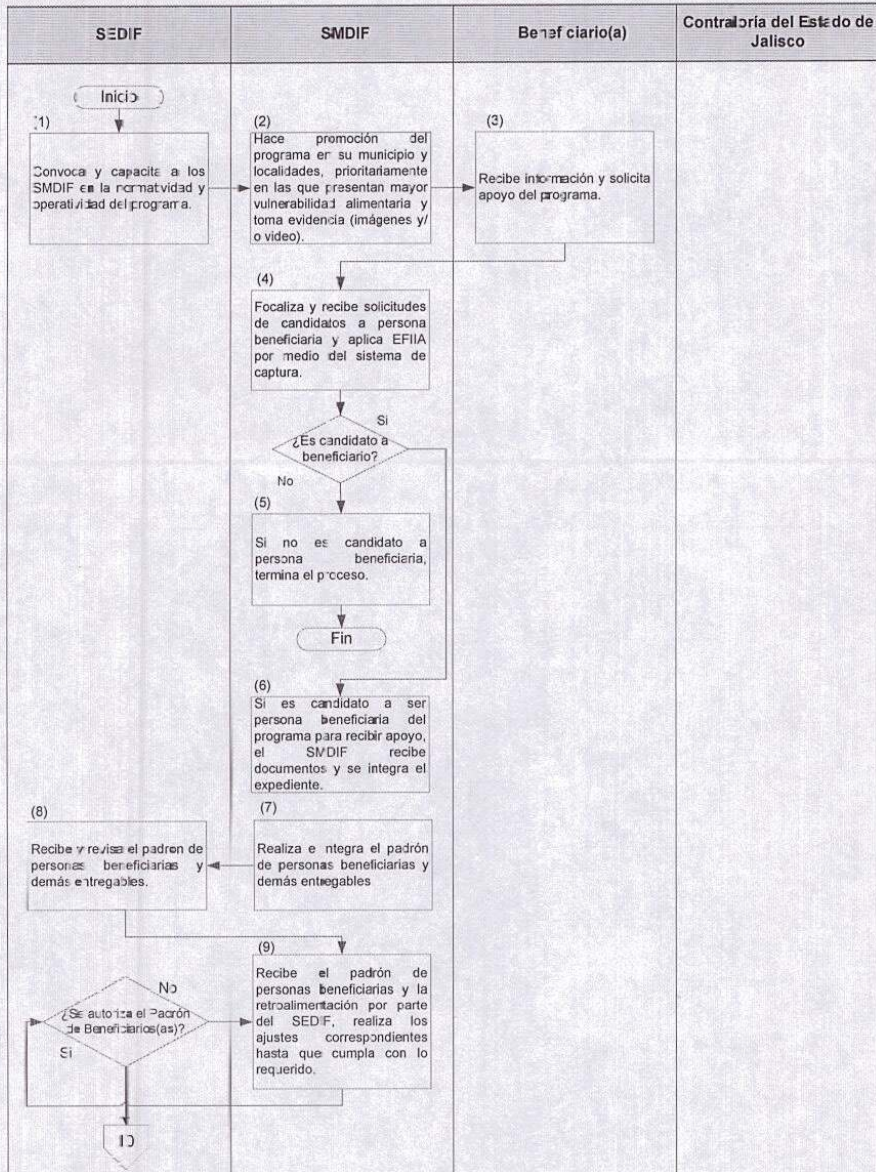 SEDIF
SMDIF
Beneficiario(a)
Contraloría del Estado de
Jalisco
Inicio
(1)
Convoca y capacita a los
SMDIF en la normatividad y
operatividad del programa.
(2)
Hace promoción del
programa en su municipio y
localidades, prioritariamente
en las que presentan mayor
vulnerabilidad alimentaria y
toma evidencia (imágenes y/
o video).
(3)
Recibe información y solicita
apoyo del programa.
(4)
Focaliza y recibe solicitudes
de candidatos a persona
beneficiaria y aplica EFIIA
por medio del sistema de
captura.
Si
¿Es candidato a
beneficiario?
No
(5)
Si no es candidato a
persona beneficiaria,
termina el proceso.
Fin
(6)
Si es candidato a ser
persona beneficiaria del
programa para recibir apoyo,
el SMDIF recibe
documentos y se integra el
expediente.
(8)
Recibe y revisa el padron de
personas beneficiarias y
demás entregables.
(7)
Realiza e integra el padrón
de personas beneficiarias y
demás entregables
(9)
Recibe el padrón de
personas beneficiarias y la
retroalimentación por parte
del SEDIF, realiza los
ajustes correspondientes
hasta que cumpla con lo
requerido.
No
¿Se autoriza el Padrón
de Beneficiarios(as)?
Si
10